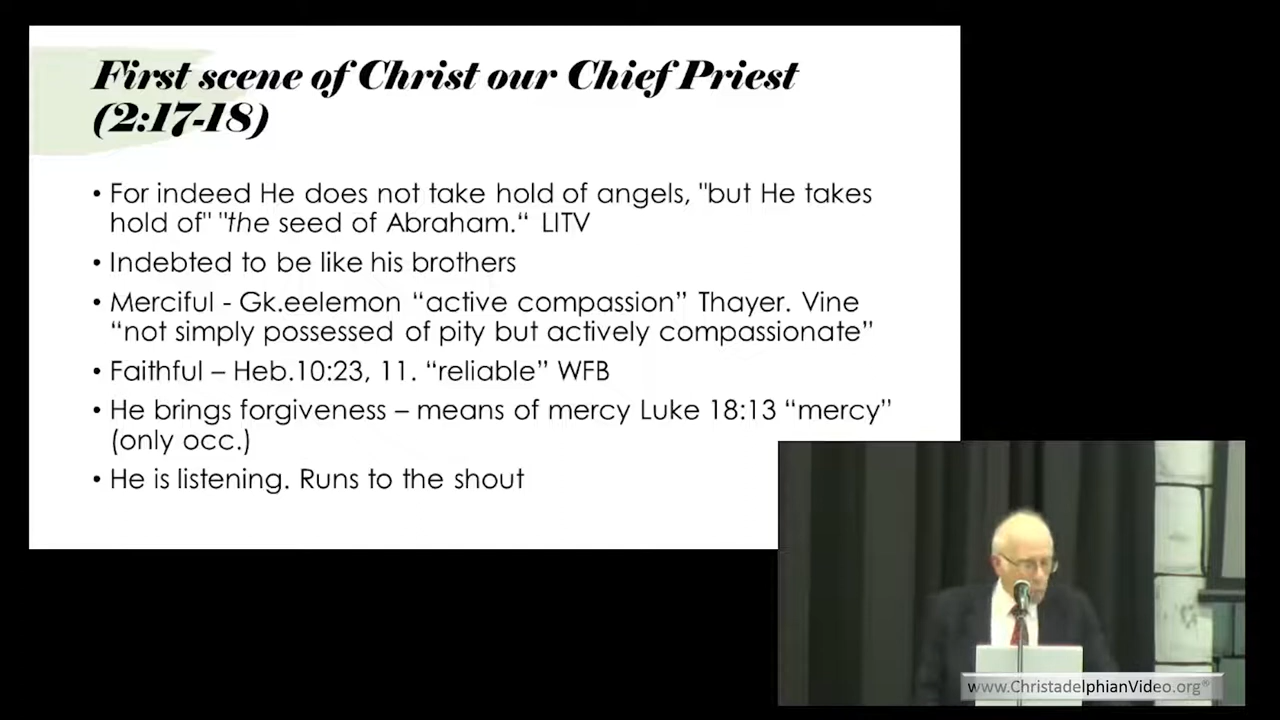 First scene of Christ our Chief Priest
(2:17-18)
• For indeed He does not take hold of angels, "but He takes
hold of" "the seed of Abraham.“ LITV
• Indebted to be like his brothers
• Merciful - Gk.eelemon “active compassion” Thayer. Vine
“not simply possessed of pity but actively compassionate”
• Faithful – Heb.10:23, 11. “reliable” WFB
• He brings forgiveness – means of mercy Luke 18:13 “mercy”
(only occ.)
• He is listening. Runs to the shout
www.ChristadelphianVideo.org®